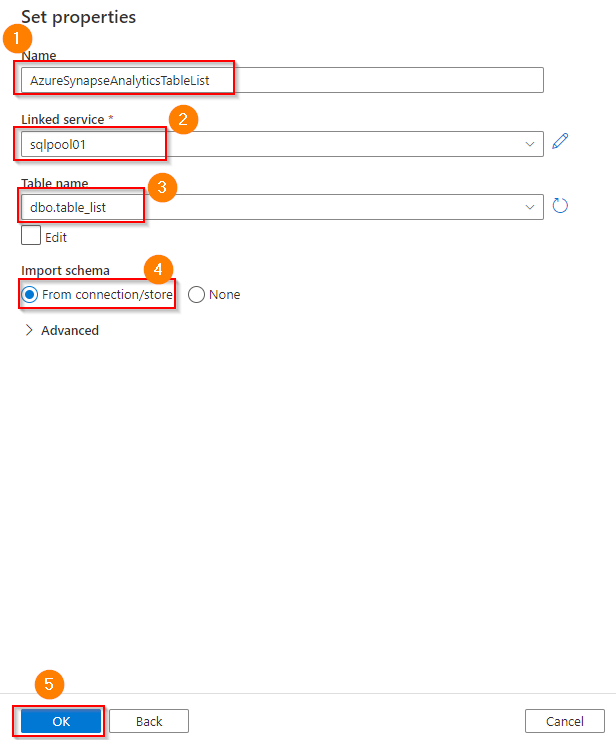 Set properties
1
Name
AzureSynapseAnalyticsTableList
Linked service *
2
sqlpool01
Table name
3
dbo.table_list
Edit
Import schema
4
From connection/store
None
Advanced
5
OK
Back
Cancel